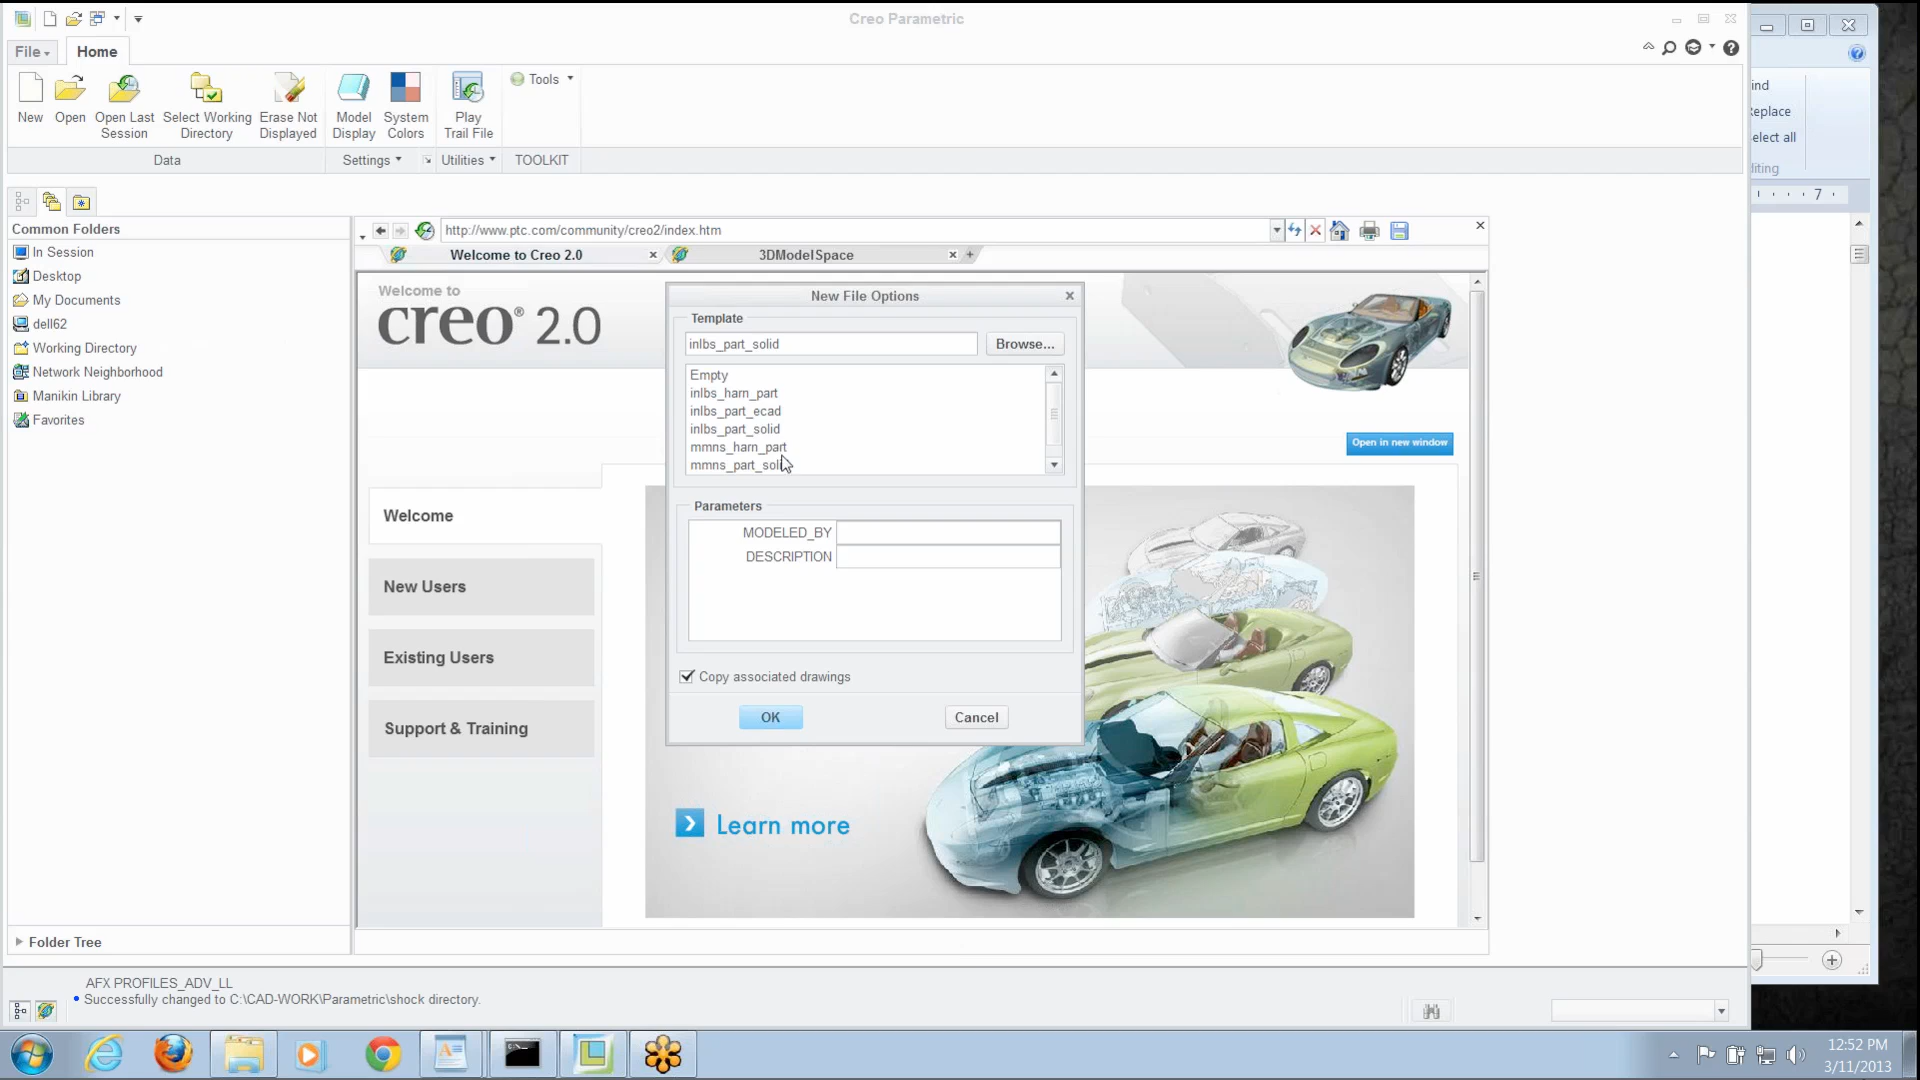 Creo Parametric
File
Home
New
Open
Open Last
Session
Select Working
Directory
Erase Not
Displayed
Model
Display
System
Colors
Play
Trail File
Tools
Data
Settings
Utilities
TOOLKIT
ind
Replace
elect all
diting
7
Common Folders
In Session
Desktop
My Documents
dell62
Working Directory
Network Neighborhood
Manikin Library
Favorites
Folder Tree
http://www.ptc.com/community/creo2/index.htm
Welcome to Creo 2.0
3DModelSpace
Welcome to
creo® 2.0
Open in new window
Welcome
New Users
Existing Users
Support & Training
Learn more
New File Options
Template
inlbs_part_solid
Browse...
Empty
inlbs_harn_part
inlbs_part_ecad
inlbs_part_solid
mmns_harn_part
mmns_part_soli
Parameters
MODELED_BY
DESCRIPTION
Copy associated drawings
OK
Cancel
AFX PROFILES_ADV_LL
• Successfully changed to C:\CAD-WORK\Parametric\shock directory.
12:52 PM
3/11/2013